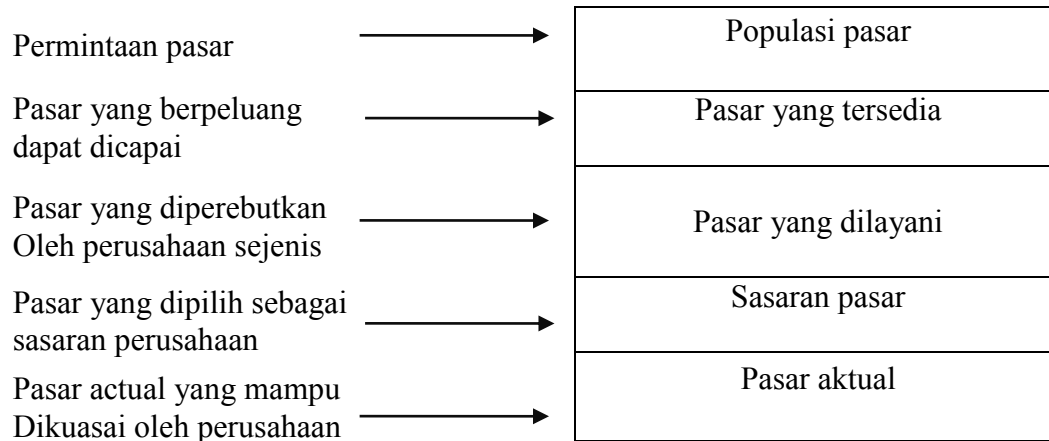 Permintaan pasar
Populasi pasar
Pasar yang berpeluang
dapat dicapai
Pasar yang tersedia
Pasar yang diperebutkan
Oleh perusahaan sejenis
Pasar yang dilayani
Pasar yang dipilih sebagai
sasaran perusahaan
Sasaran pasar
Pasar actual yang mampu
Dikuasai oleh perusahaan
Pasar aktual